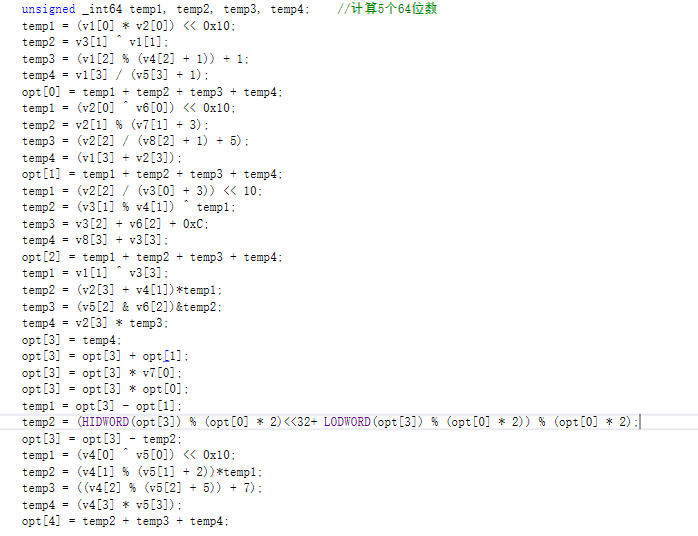 unsigned _int64 temp1, temp2, temp3, temp4;    //计算5个64位数
temp1 = (v1[0] * v2[0]) << 0x10;
temp2 = v3[1] ^ v1[1];
temp3 = (v1[2] % (v4[2] + 1)) + 1;
temp4 = v1[3] / (v5[3] + 1);
opt[0] = temp1 + temp2 + temp3 + temp4;
temp1 = (v2[0] ^ v6[0]) << 0x10;
temp2 = v2[1] % (v7[1] + 3);
temp3 = (v2[2] / (v8[2] + 1) + 5);
temp4 = (v1[3] + v2[3]);
opt[1] = temp1 + temp2 + temp3 + temp4;
temp1 = (v2[2] / (v3[0] + 3)) << 10;
temp2 = (v3[1] % v4[1]) ^ temp1;
temp3 = v3[2] + v6[2] + 0xC;
temp4 = v8[3] + v3[3];
opt[2] = temp1 + temp2 + temp3 + temp4;
temp1 = v1[1] ^ v3[3];
temp2 = (v2[3] + v4[1])*temp1;
temp3 = (v5[2] & v6[2])&temp2;
temp4 = v2[3] * temp3;
opt[3] = temp4;
opt[3] = opt[3] + opt[1];
opt[3] = opt[3] * v7[0];
opt[3] = opt[3] * opt[0];
temp1 = opt[3] - opt[1];
temp2 = (HIDWORD(opt[3]) % (opt[0] * 2)<<32+ LODWORD(opt[3]) % (opt[0] * 2)) % (opt[0] * 2);
opt[3] = opt[3] - temp2;
temp1 = (v4[0] ^ v5[0]) << 0x10;
temp2 = (v4[1] % (v5[1] + 2))*temp1;
temp3 = ((v4[2] % (v5[2] + 5)) + 7);
temp4 = (v4[3] * v5[3]);
opt[4] = temp2 + temp3 + temp4;